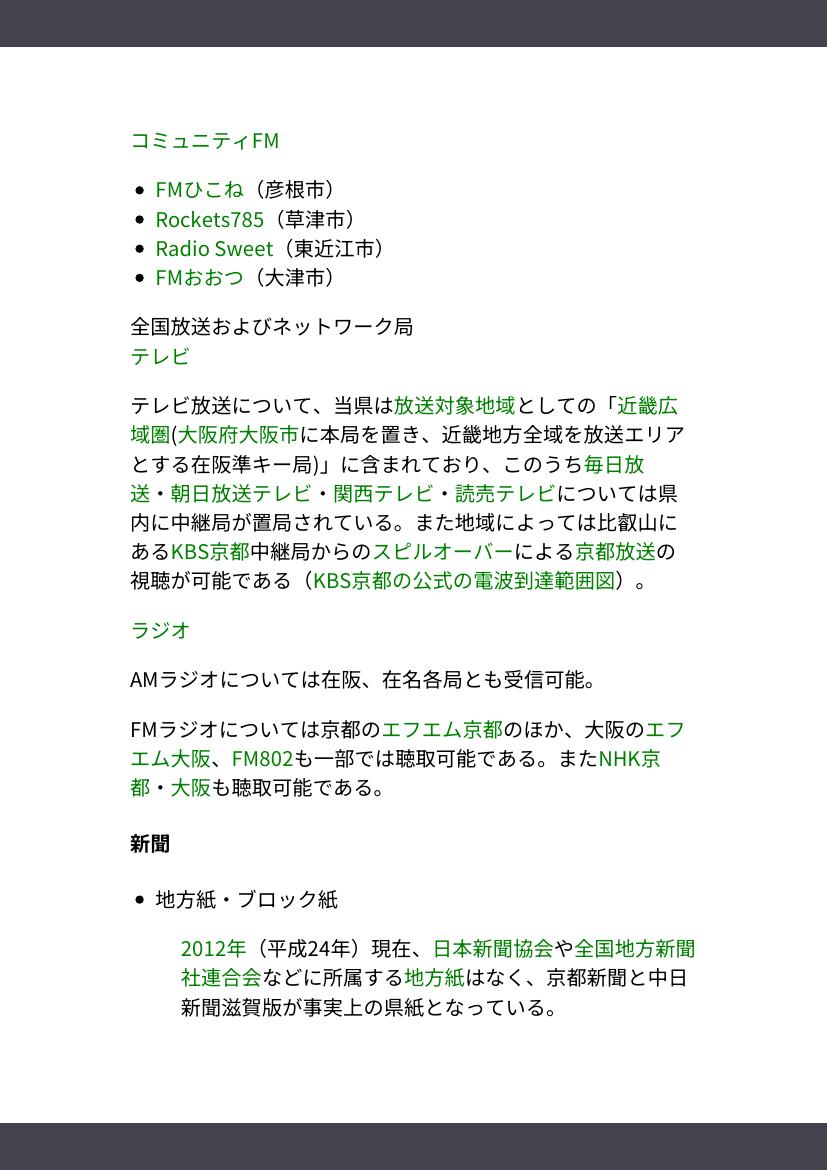 コミュニティFM
• FMひこね（彦根市）
• Rockets785（草津市）
• Radio Sweet（東近江市）
• FMおおつ（大津市）
全国放送およびネットワーク局
テレビ
テレビ放送について、当県は放送対象地域としての「近畿広
域圏(大阪府大阪市に本局を置き、近畿地方全域を放送エリア
とする在阪準キー局)」に含まれており、このうち毎日放
送・朝日放送テレビ・関西テレビ・読売テレビについては県
内に中継局が置局されている。また地域によっては比叡山に
あるKBS京都中継局からのスピルオーバーによる京都放送の
視聴が可能である（KBS京都の公式の電波到達範囲図）。
ラジオ
AMラジオについては在阪、在名各局とも受信可能。
FMラジオについては京都のエフエム京都のほか、大阪のエフ
エム大阪、FM802も一部では聴取可能である。またNHK京
都・大阪も聴取可能である。
新聞
• 地方紙・ブロック紙
2012年（平成24年）現在、日本新聞協会や全国地方新聞
社連合会などに所属する地方紙はなく、京都新聞と中日
新聞滋賀版が事実上の県紙となっている。